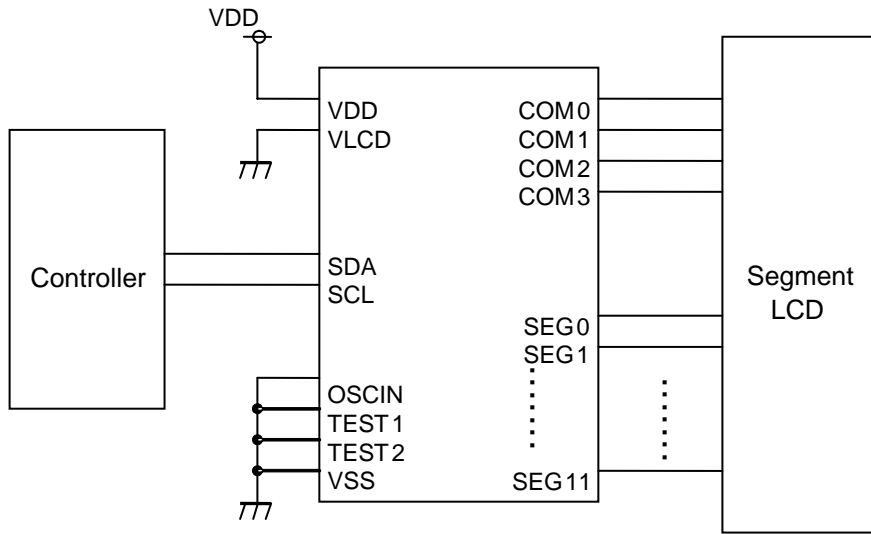 VDD
VDD
VLCD
SDA
SCL
OSCIN
TEST1
TEST2
VSS
COM0
COM1
COM2
COM3
SEG0
SEG1
SEG11
Controller
Segment
LCD